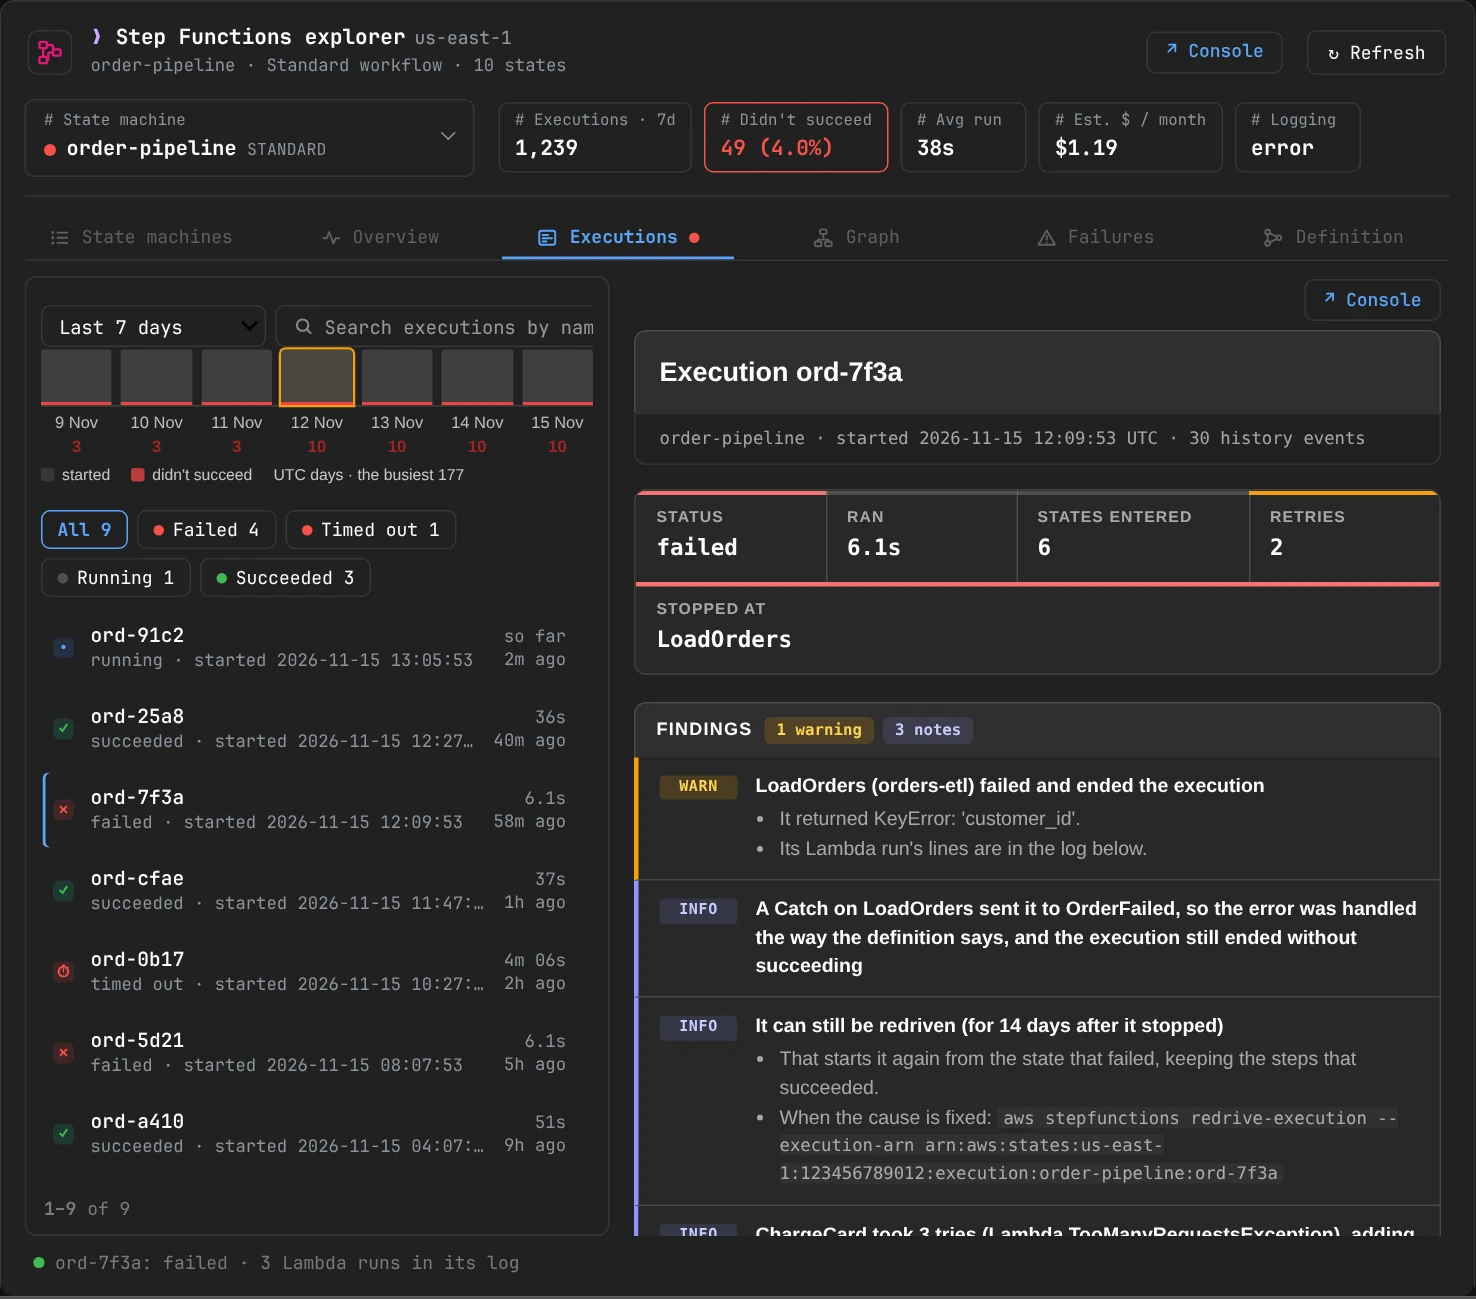 Step Functions explorer us-east-1
order-pipeline · Standard workflow · 10 states
↗ Console
↻ Refresh
# State machine
order-pipeline STANDARD
# Executions · 7d
1,239
# Didn't succeed
49 (4.0%)
# Avg run
38s
# Est. $ / month
$1.19
# Logging
error
State machines
Overview
Executions
Graph
Failures
Definition
Last 7 days
Search executions by nam
9 Nov 10 Nov 11 Nov 12 Nov 13 Nov 14 Nov 15 Nov
3 3 3 10 10 10 10
started didn't succeed UTC days · the busiest 177
All 9
Failed 4
Timed out 1
Running 1
Succeeded 3
ord-91c2 so far
running · started 2026-11-15 13:05:53 2m ago
ord-25a8 36s
succeeded · started 2026-11-15 12:27… 40m ago
ord-7f3a 6.1s
failed · started 2026-11-15 12:09:53 58m ago
ord-cfae 37s
succeeded · started 2026-11-15 11:47:… 1h ago
ord-0b17 4m 06s
timed out · started 2026-11-15 10:27:… 2h ago
ord-5d21 6.1s
failed · started 2026-11-15 08:07:53 5h ago
ord-a410 51s
succeeded · started 2026-11-15 04:07:… 9h ago
1–9 of 9
↗ Console
Execution ord-7f3a
order-pipeline · started 2026-11-15 12:09:53 UTC · 30 history events
STATUS
failed
RAN
6.1s
STATES ENTERED
6
RETRIES
2
STOPPED AT
LoadOrders
FINDINGS 1 warning 3 notes
WARN LoadOrders (orders-etl) failed and ended the execution
• It returned KeyError: 'customer_id'.
• Its Lambda run's lines are in the log below.
INFO A Catch on LoadOrders sent it to OrderFailed, so the error was handled
the way the definition says, and the execution still ended without
succeeding
INFO It can still be redriven (for 14 days after it stopped)
• That starts it again from the state that failed, keeping the steps that
succeeded.
• When the cause is fixed: aws stepfunctions redrive-execution --
execution-arn arn:aws:states:us-east-
1:123456789012:execution:order-pipeline:ord-7f3a
INFO ChargeCard took 3 tries (Lambda.TooManyRequestsException), adding
ord-7f3a: failed · 3 Lambda runs in its log